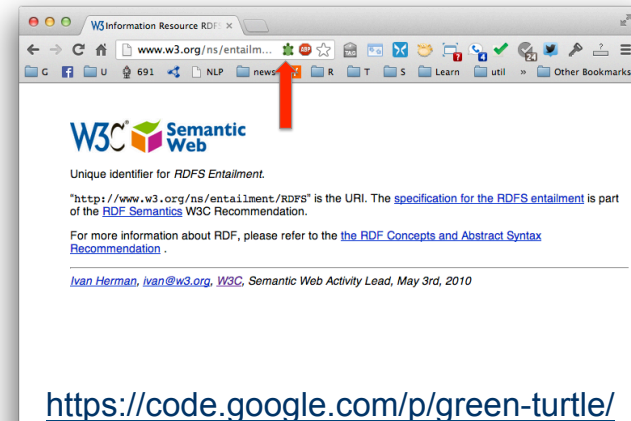 W3 Information Resource RDF: ×
www.w3.org/ns/entailm...
ABP
TAG
?
4
24
G
U
691
NLP
news
R
T
S
Learn
util
»
Other Bookmarks
W3C Semantic Web
Unique identifier for RDFS Entailment.
"http://www.w3.org/ns/entailment/RDFS" is the URI. The specification for the RDFS entailment is part
of the RDF Semantics W3C Recommendation.
For more information about RDF, please refer to the the RDF Concepts and Abstract Syntax
Recommendation .
Ivan Herman, ivan@w3.org, W3C, Semantic Web Activity Lead, May 3rd, 2010
https://code.google.com/p/green-turtle/